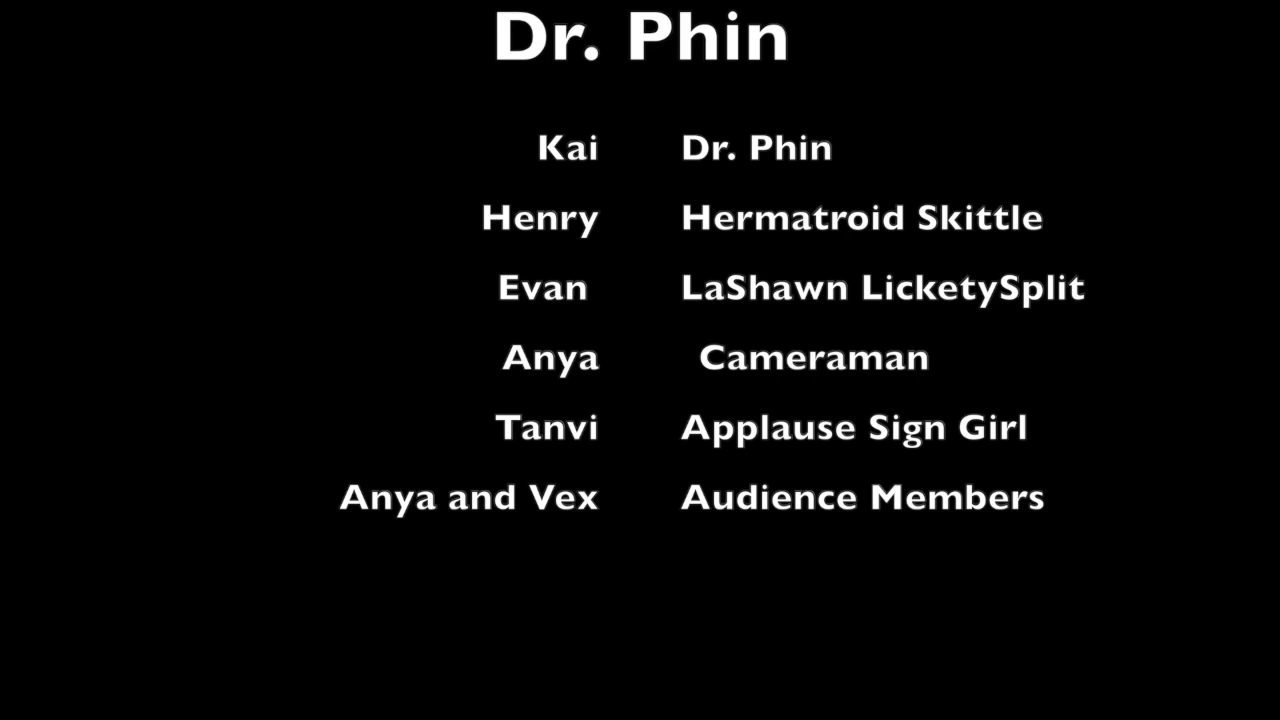 Dr. Phin
Kai Dr. Phin
Henry Hermatroid Skittle
Evan LaShawn LicketySplit
Anya Cameraman
Tanvi Applause Sign Girl
Anya and Vex Audience Members